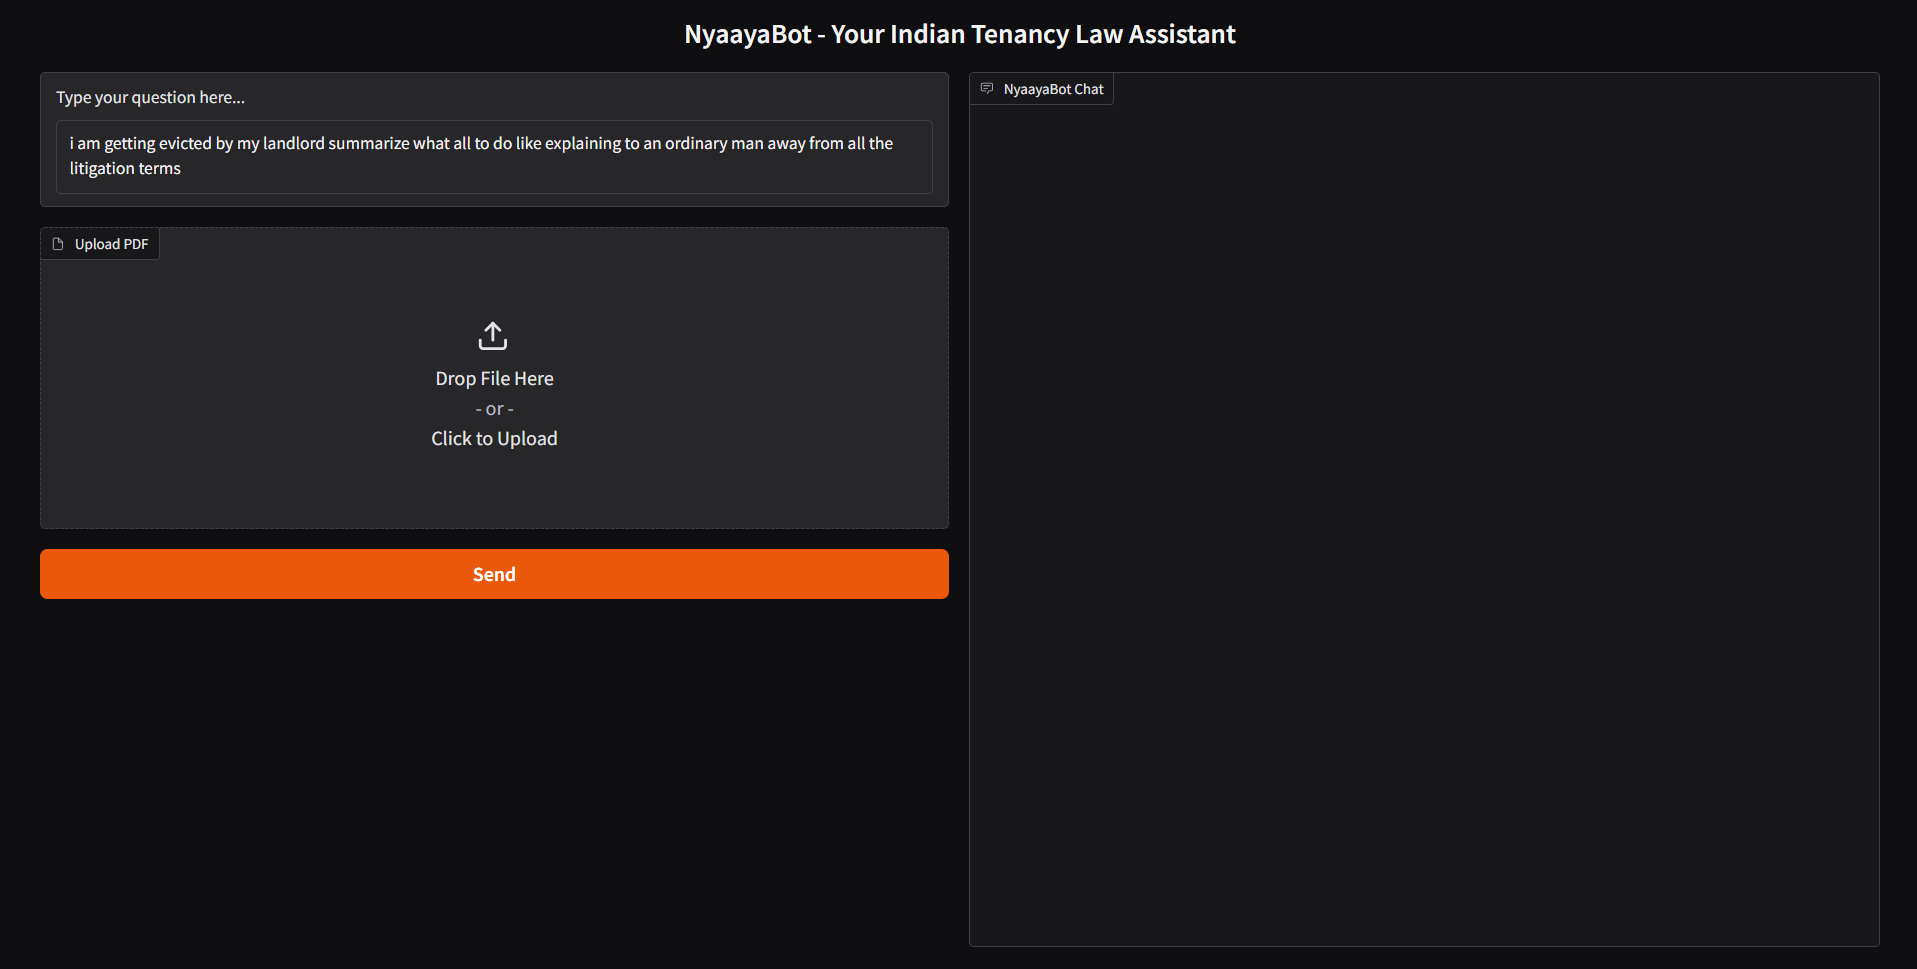 NyaayaBot - Your Indian Tenancy Law Assistant
Type your question here...
i am getting evicted by my landlord summarize what all to do like explaining to an ordinary man away from all the
litigation terms
Upload PDF
Drop File Here
- or -
Click to Upload
Send
NyaayaBot Chat